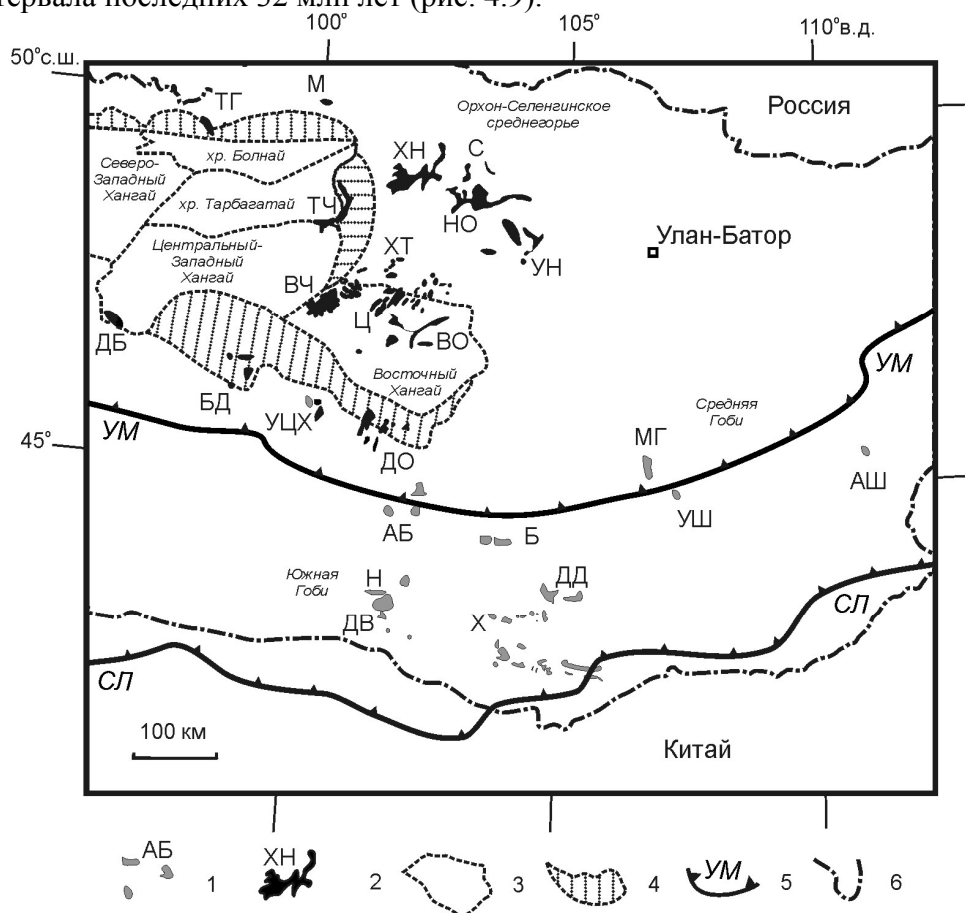 тервала последних 32 млн лет (рис. 4.9).
100° 105° 110°в.д.
50°с.ш.
ТГ М Орхон-Селенгинское среднегорье Россия
хр. Болнай
Северо-Западный Хангай
ХН С
хр. Тарбагатай
ТЧ НО
Улан-Батор
Центральный-Западный Хангай
ХТ УН
ВЧ
Ц ВО
ДБ
Восточный Хангай
УМ
БД
Средняя Гоби
УЦХ
УМ
45°
ДО МГ
АШ
АБ Б УШ
Южная Гоби
Н ДД
ДВ Х
СЛ
СЛ
100 км
Китай
АБ 1 ХН 2 3 4 УМ 5 6